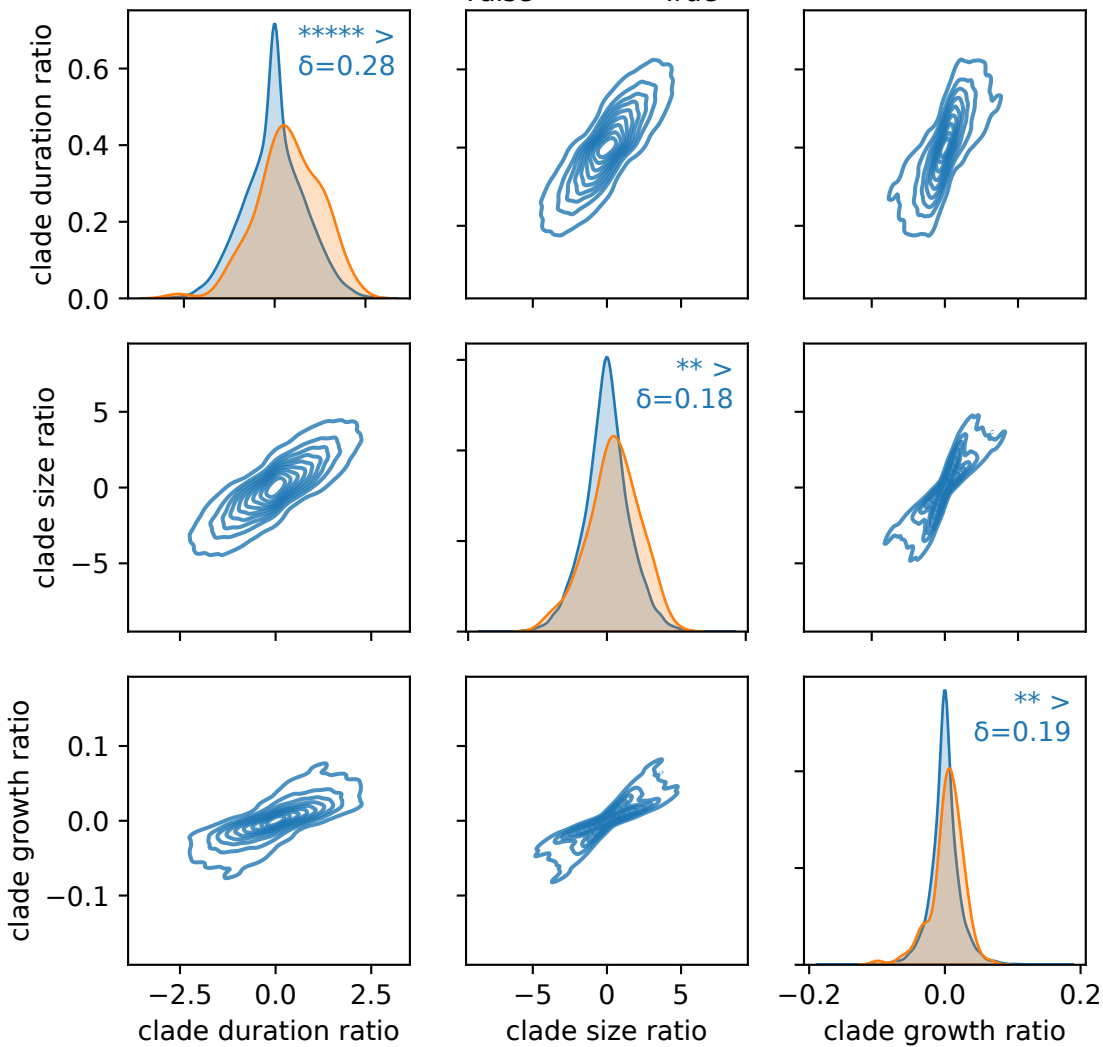 ***** >
δ=0.28
clade duration ratio
0.6
0.4
0.2
0.0
** >
δ=0.18
clade size ratio
5
0
−5
** >
δ=0.19
clade growth ratio
0.1
0.0
−0.1
−2.5 0.0 2.5 −5 0 5 −0.2 0.0 0.2
clade duration ratio clade size ratio clade growth ratio